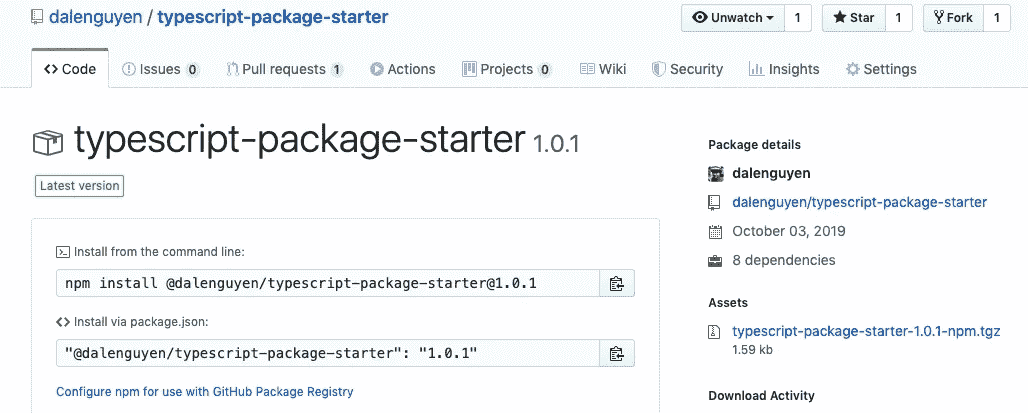 dalenguyen / typescript-package-starter
Unwatch 1 Star 1 Fork 1
Code Issues 0 Pull requests 1 Actions Projects 0 Wiki Security Insights Settings
typescript-package-starter 1.0.1
Latest version
Install from the command line:
npm install @dalenguyen/typescript-package-starter@1.0.1
Install via package.json:
"@dalenguyen/typescript-package-starter": "1.0.1"
Configure npm for use with GitHub Package Registry
Package details
dalenguyen
dalenguyen/typescript-package-starter
October 03, 2019
8 dependencies
Assets
typescript-package-starter-1.0.1-npm.tgz
1.59 kb
Download Activity